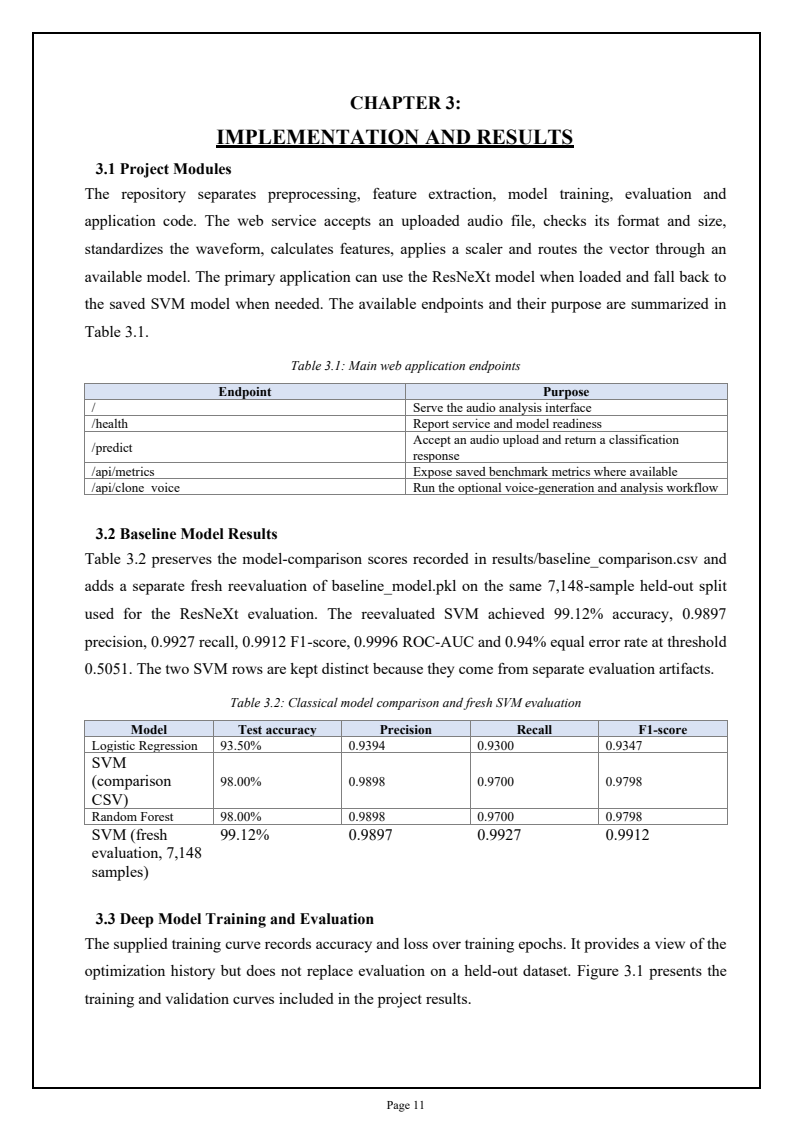 CHAPTER 3:
IMPLEMENTATION AND RESULTS
3.1 Project Modules
The repository separates preprocessing, feature extraction, model training, evaluation and
application code. The web service accepts an uploaded audio file, checks its format and size,
standardizes the waveform, calculates features, applies a scaler and routes the vector through an
available model. The primary application can use the ResNeXt model when loaded and fall back to
the saved SVM model when needed. The available endpoints and their purpose are summarized in
Table 3.1.
Table 3.1: Main web application endpoints
Endpoint Purpose
/ Serve the audio analysis interface
/health Report service and model readiness
/predict Accept an audio upload and return a classification
response
/api/metrics Expose saved benchmark metrics where available
/api/clone_voice Run the optional voice-generation and analysis workflow
3.2 Baseline Model Results
Table 3.2 preserves the model-comparison scores recorded in results/baseline_comparison.csv and
adds a separate fresh reevaluation of baseline_model.pkl on the same 7,148-sample held-out split
used for the ResNeXt evaluation. The reevaluated SVM achieved 99.12% accuracy, 0.9897
precision, 0.9927 recall, 0.9912 F1-score, 0.9996 ROC-AUC and 0.94% equal error rate at threshold
0.5051. The two SVM rows are kept distinct because they come from separate evaluation artifacts.
Table 3.2: Classical model comparison and fresh SVM evaluation
Model Test accuracy Precision Recall F1-score
Logistic Regression 93.50% 0.9394 0.9300 0.9347
SVM
(comparison 98.00% 0.9898 0.9700 0.9798
CSV)
Random Forest 98.00% 0.9898 0.9700 0.9798
SVM (fresh 99.12% 0.9897 0.9927 0.9912
evaluation, 7,148
samples)
3.3 Deep Model Training and Evaluation
The supplied training curve records accuracy and loss over training epochs. It provides a view of the
optimization history but does not replace evaluation on a held-out dataset. Figure 3.1 presents the
training and validation curves included in the project results.
Page 11